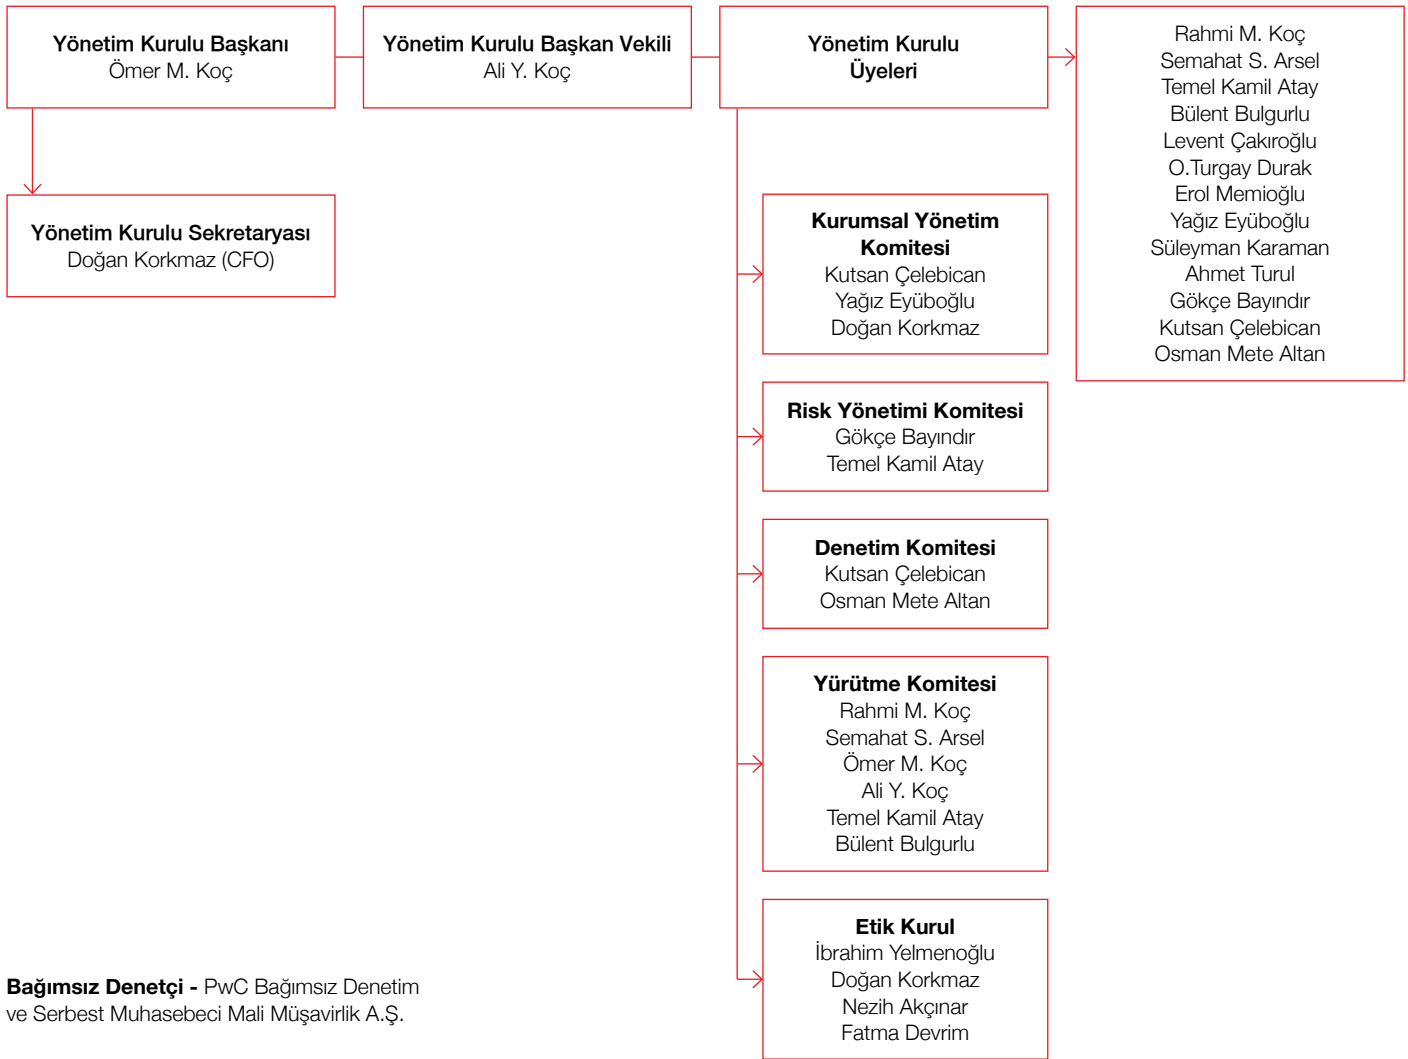 Yönetim Kurulu Başkanı
Ömer M. Koç
Yönetim Kurulu Başkan Vekili
Ali Y. Koç
Yönetim Kurulu
Üyeleri
Rahmi M. Koç
Semahat S. Arsel
Temel Kamil Atay
Bülent Bulgurlu
Levent Çakıroğlu
O.Turgay Durak
Erol Memioğlu
Yağız Eyüboğlu
Süleyman Karaman
Ahmet Turul
Gökçe Bayındır
Kutsan Çelebican
Osman Mete Altan
Yönetim Kurulu Sekretaryası
Doğan Korkmaz (CFO)
Kurumsal Yönetim
Komitesi
Kutsan Çelebican
Yağız Eyüboğlu
Doğan Korkmaz
Risk Yönetimi Komitesi
Gökçe Bayındır
Temel Kamil Atay
Denetim Komitesi
Kutsan Çelebican
Osman Mete Altan
Yürütme Komitesi
Rahmi M. Koç
Semahat S. Arsel
Ömer M. Koç
Ali Y. Koç
Temel Kamil Atay
Bülent Bulgurlu
Etik Kurul
İbrahim Yelmenoğlu
Doğan Korkmaz
Nezih Akçınar
Fatma Devrim
Bağımsız Denetçi - PwC Bağımsız Denetim
ve Serbest Muhasebeci Mali Müşavirlik A.Ş.